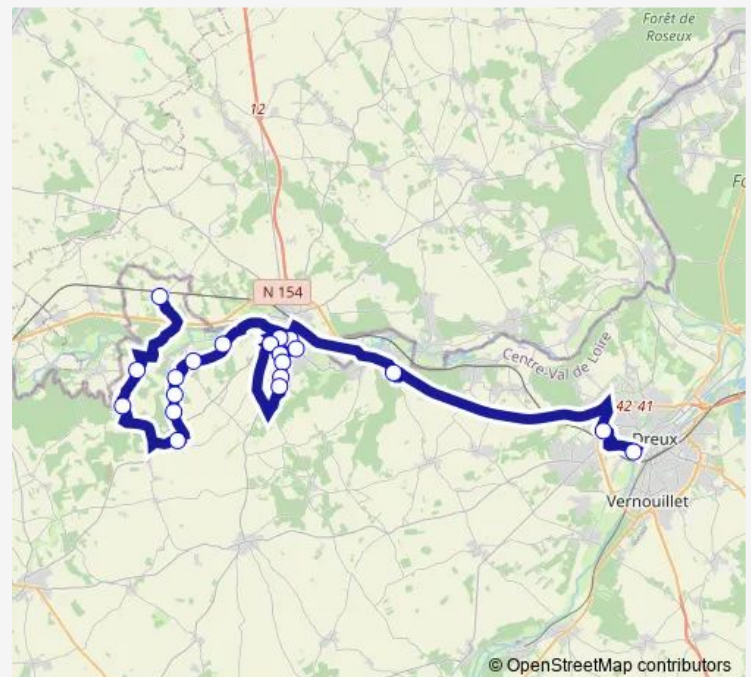 Forêt de
Roseux
12
Fo
N 154
Centre-Val de Loire
42·41
Dreux
Vernouillet
© OpenStreetMap contributors